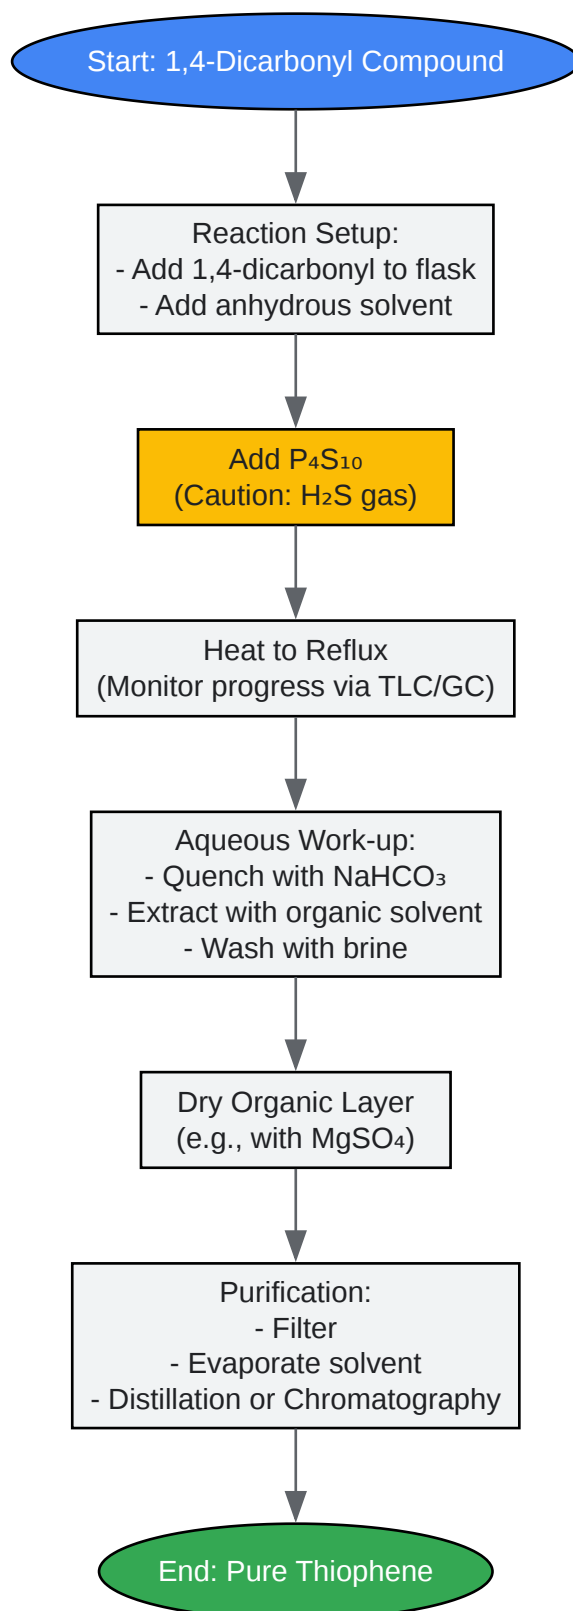 Start: 1,4-Dicarbonyl Compound
Reaction Setup:
- Add 1,4-dicarbonyl to flask
- Add anhydrous solvent
Add P₄S₁₀
(Caution: H₂S gas)
Heat to Reflux
(Monitor progress via TLC/GC)
Aqueous Work-up:
- Quench with NaHCO₃
- Extract with organic solvent
- Wash with brine
Dry Organic Layer
(e.g., with MgSO₄)
Purification:
- Filter
- Evaporate solvent
- Distillation or Chromatography
End: Pure Thiophene